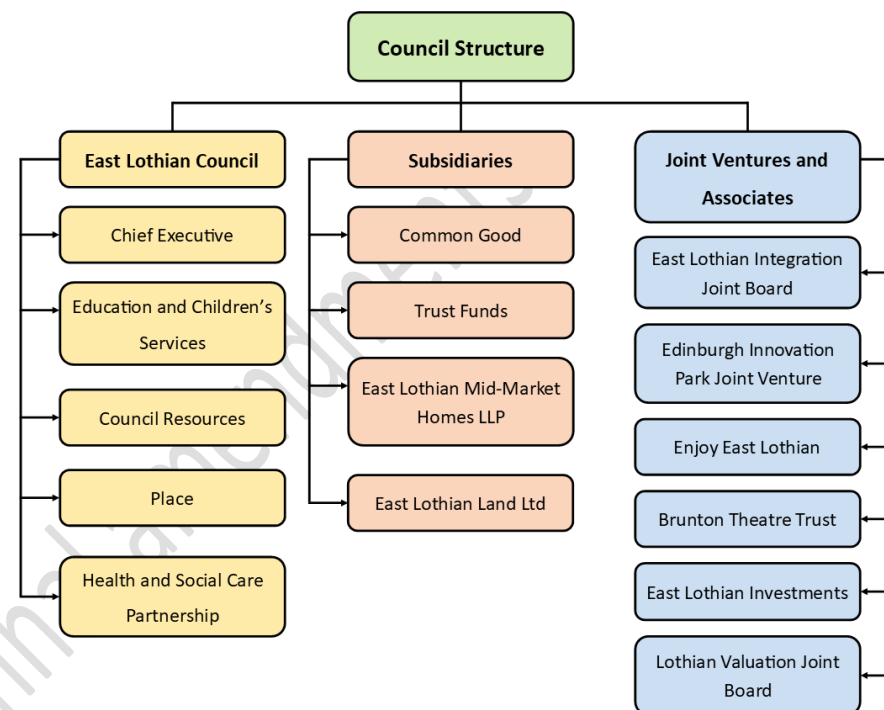 Council Structure
East Lothian Council
Chief Executive
Education and Children's
Services
Council Resources
Place
Health and Social Care
Partnership
Subsidiaries
Common Good
Trust Funds
East Lothian Mid-Market
Homes LLP
East Lothian Land Ltd
Joint Ventures and
Associates
East Lothian Integration
Joint Board
Edinburgh Innovation
Park Joint Venture
Enjoy East Lothian
Brunton Theatre Trust
East Lothian Investments
Lothian Valuation Joint
Board